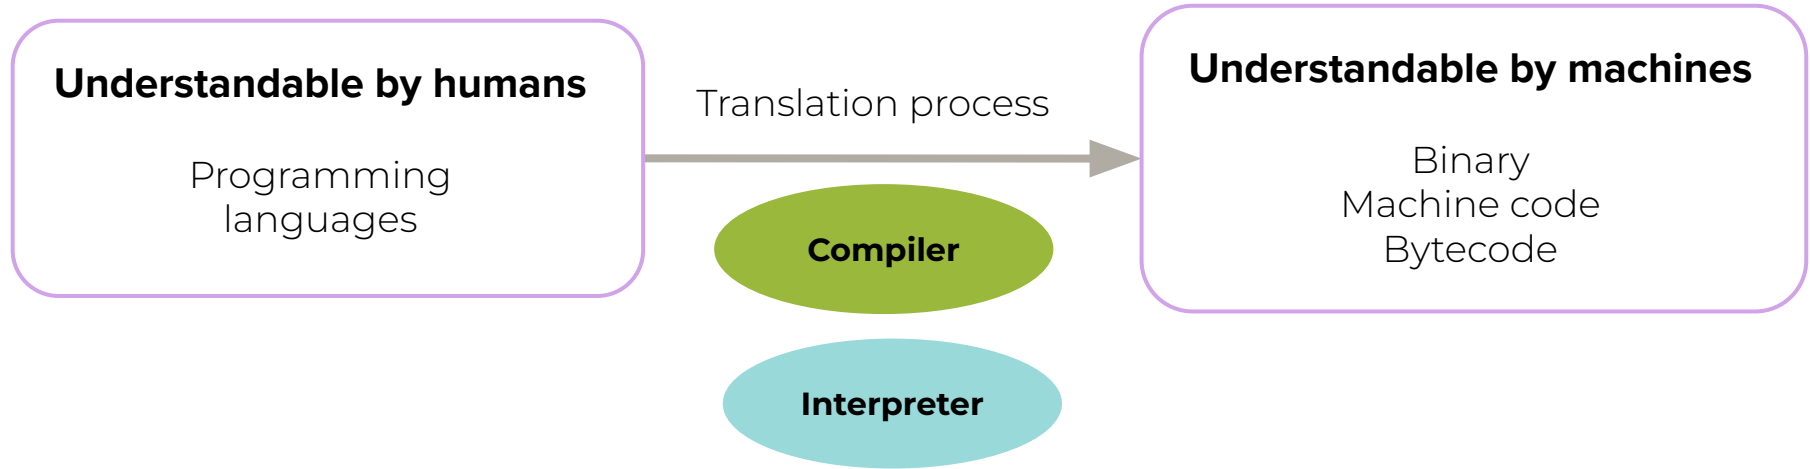 Understandable by humans
Programming
languages
Translation process
Compiler
Interpreter
Understandable by machines
Binary
Machine code
Bytecode